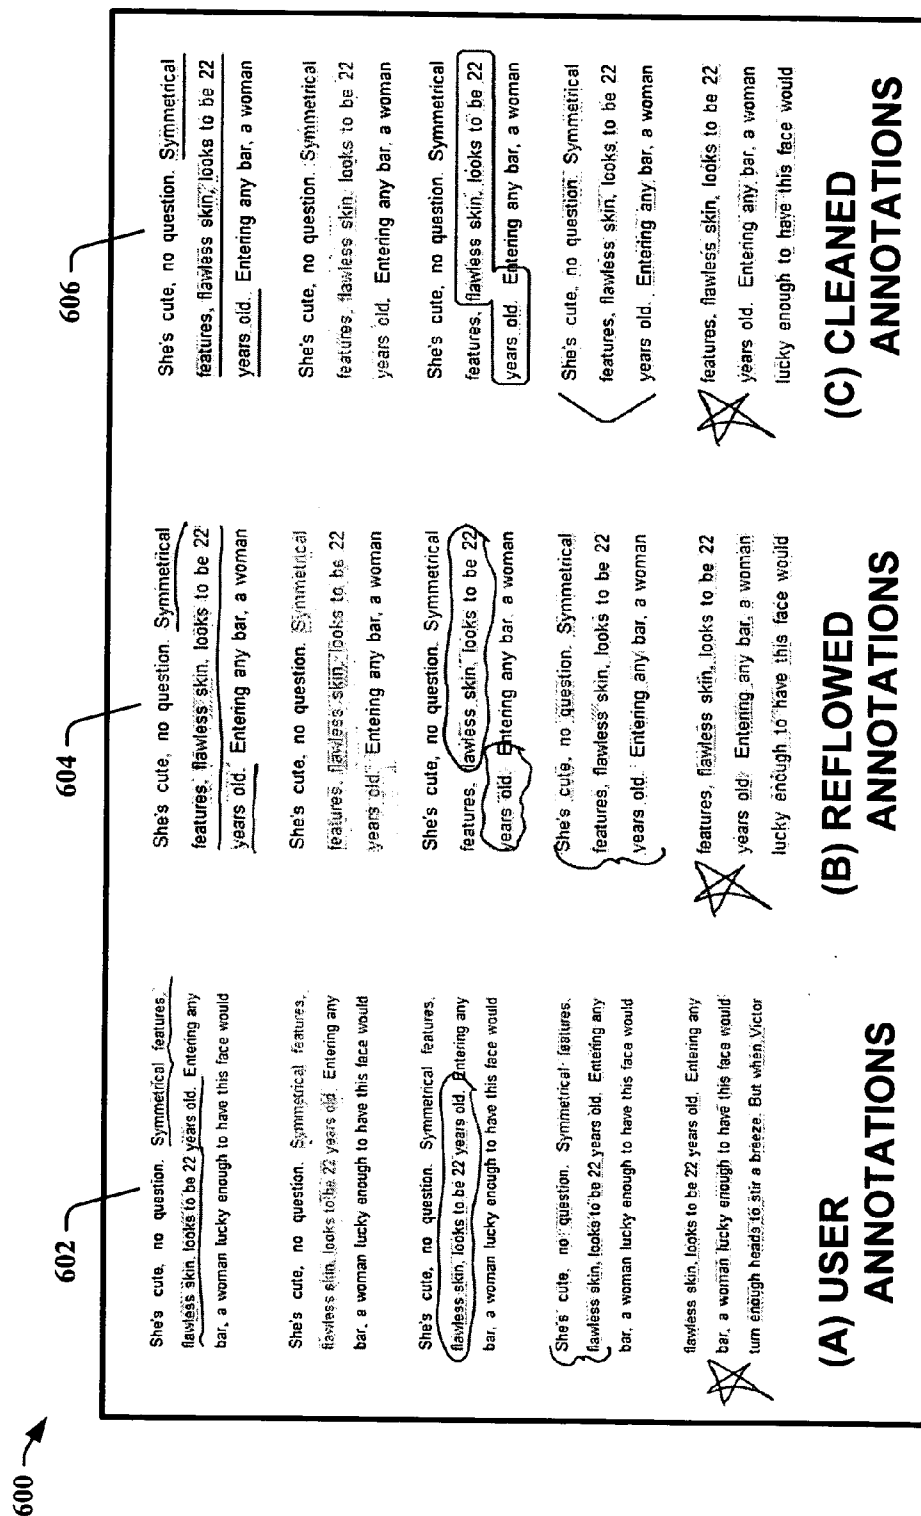 600
602
She's cute, no question. Symmetrical features,
flawless skin, looks to be 22 years old. Entering any
bar, a woman lucky enough to have this face would
She's cute, no question. Symmetrical features,
flawless skin, looks to be 22 years old. Entering any
bar, a woman lucky enough to have this face would
She's cute, no question. Symmetrical features,
flawless skin, looks to be 22 years old. Entering any
bar, a woman lucky enough to have this face would
She's cute, no question. Symmetrical features,
flawless skin, looks to be 22 years old. Entering any
bar, a woman lucky enough to have this face would
flawless skin, looks to be 22 years old. Entering any
bar, a woman lucky enough to have this face would
turn enough heads to stir a breeze. But when Victor
(A) USER
ANNOTATIONS
604
She's cute, no question. Symmetrical
features, flawless skin, looks to be 22
years old. Entering any bar, a woman
She's cute, no question. Symmetrical
features, flawless skin, looks to be 22
years old. Entering any bar, a woman
She's cute, no question. Symmetrical
features, flawless skin, looks to be 22
years old. Entering any bar, a woman
She's cute, no question. Symmetrical
features, flawless skin, looks to be 22
years old. Entering any bar, a woman
features, flawless skin, looks to be 22
years old. Entering any bar, a woman
lucky enough to have this face would
(B) REFLOWED
ANNOTATIONS
606
She's cute, no question. Symmetrical
features, flawless skin, looks to be 22
years old. Entering any bar, a woman
She's cute, no question. Symmetrical
features, flawless skin, looks to be 22
years old. Entering any bar, a woman
She's cute, no question. Symmetrical
features, flawless skin, looks to be 22
years old. Entering any bar, a woman
She's cute, no question. Symmetrical
features, flawless skin, looks to be 22
years old. Entering any bar, a woman
features, flawless skin, looks to be 22
years old. Entering any bar, a woman
lucky enough to have this face would
(C) CLEANED
ANNOTATIONS